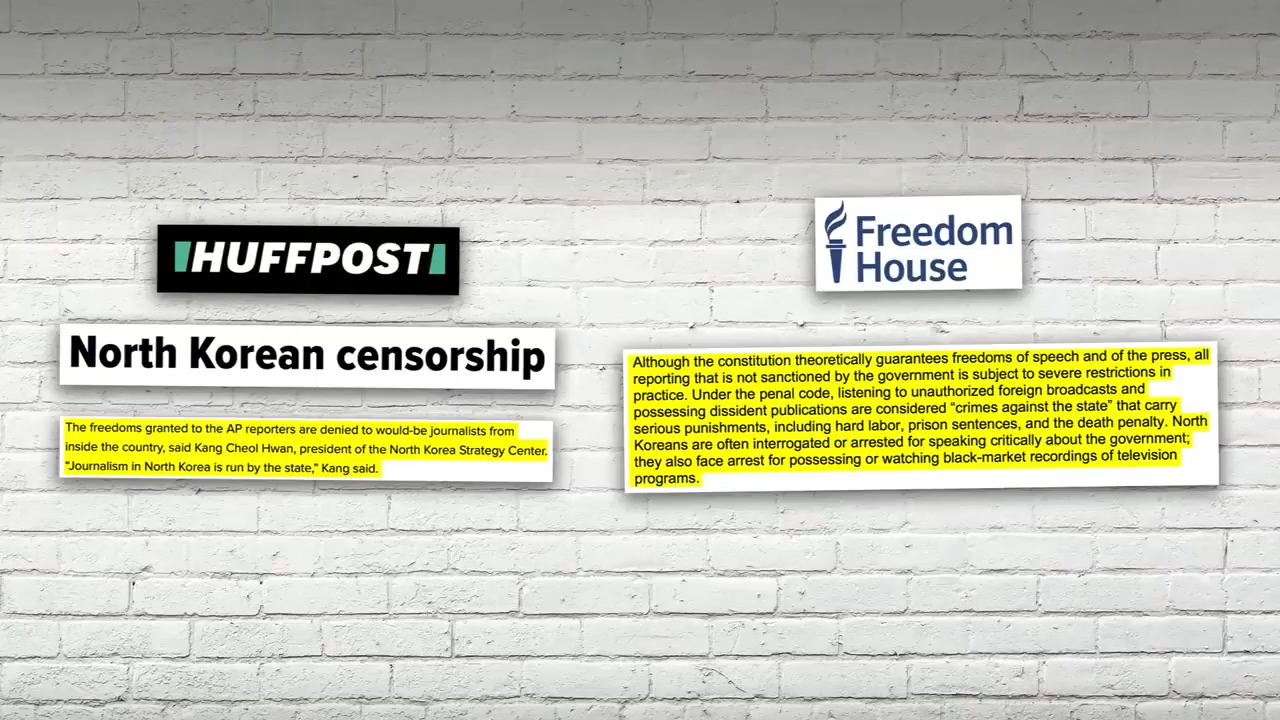 HUFFPOST
North Korean censorship
The freedoms granted to the AP reporters are denied to would-be journalists from
inside the country, said Kang Cheol Hwan, president of the North Korea Strategy Center.
“Journalism in North Korea is run by the state,” Kang said.
Freedom
House
Although the constitution theoretically guarantees freedoms of speech and of the press, all
reporting that is not sanctioned by the government is subject to severe restrictions in
practice. Under the penal code, listening to unauthorized foreign broadcasts and
possessing dissident publications are considered “crimes against the state” that carry
serious punishments, including hard labor, prison sentences, and the death penalty. North
Koreans are often interrogated or arrested for speaking critically about the government;
they also face arrest for possessing or watching black-market recordings of television
programs.